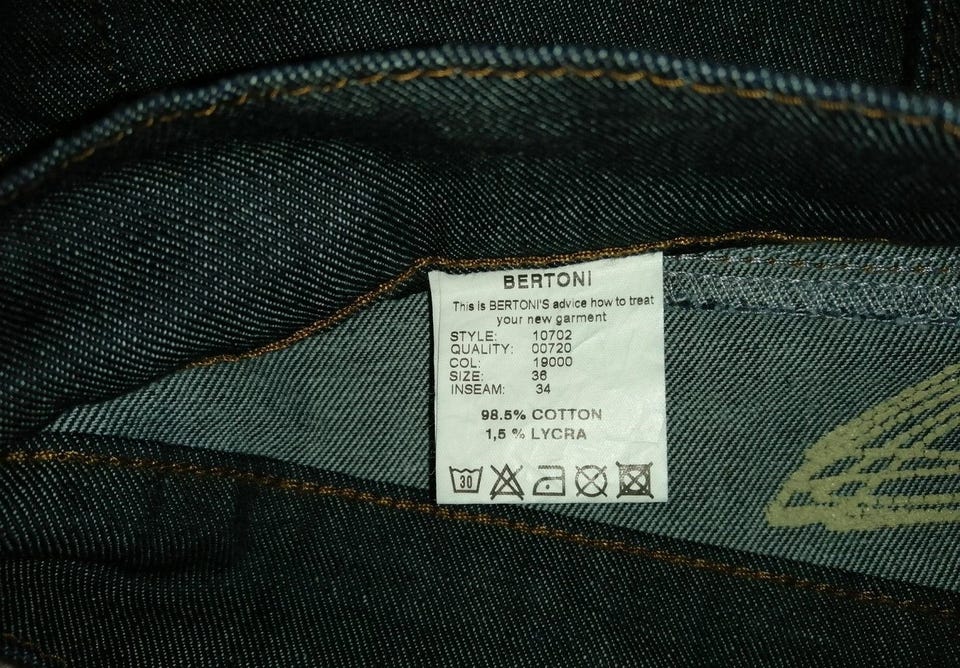 BERTONI
This is BERTONI'S advice how to treat
your new garment
STYLE: 10702
QUALITY: 00720
COL: 19000
SIZE: 36
INSEAM: 34
98.5% COTTON
1,5 % LYCRA
30